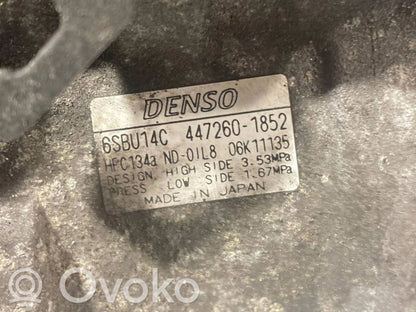 DENSO
6SBU14C 447260-1852
HFC134a ND-OIL8 06K11135
DESIGN HIGH SIDE 3.53MPa
PRESS LOW SIDE 1.67MPa
MADE IN JAPAN
OVOKO